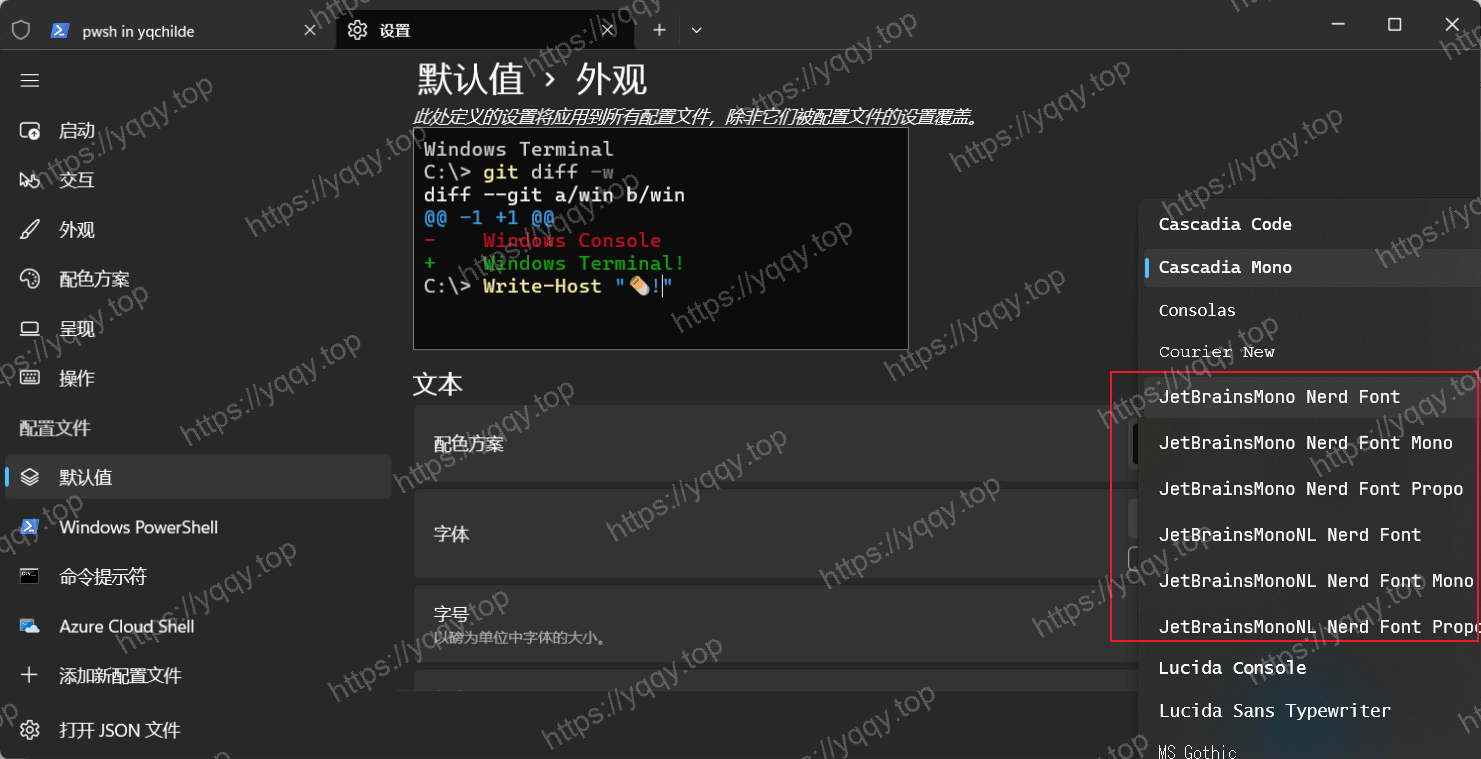 pwsh in yqchilde
设置
默认值 › 外观
此处定义的设置将应用到所有配置文件，除非它们被配置文件的设置覆盖。
Windows Terminal
C:\> git diff -w
diff --git a/win b/win
@@ -1 +1 @@
- Windows Console
+ Windows Terminal!
C:\> Write-Host "🪱!"
启动
交互
外观
配色方案
呈现
操作
配置文件
默认值
Windows PowerShell
命令提示符
Azure Cloud Shell
添加新配置文件
打开 JSON 文件
文本
配色方案
字体
字号
以磅为单位中字体的大小。
Cascadia Code
Cascadia Mono
Consolas
Courier New
JetBrainsMono Nerd Font
JetBrainsMono Nerd Font Mono
JetBrainsMono Nerd Font Propo
JetBrainsMonoNL Nerd Font
JetBrainsMonoNL Nerd Font Mono
JetBrainsMonoNL Nerd Font Propo
Lucida Console
Lucida Sans Typewriter
MS Gothic
https://yqqy.top